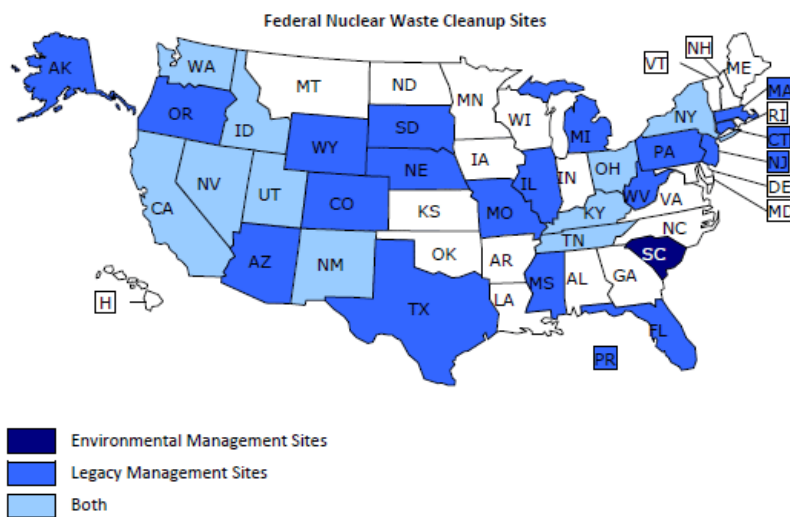 Federal Nuclear Waste Cleanup Sites
AK
WA
MT
ND
MN
VT
NH
ME
MA
OR
ID
SD
WI
MI
NY
RI
CT
WY
NE
IA
PA
NJ
NV
UT
CO
IL
IN
OH
WV
VA
DE
MD
CA
KS
MO
KY
NC
AZ
NM
OK
AR
TN
SC
TX
LA
MS
AL
GA
H
PR
FL
Environmental Management Sites
Legacy Management Sites
Both